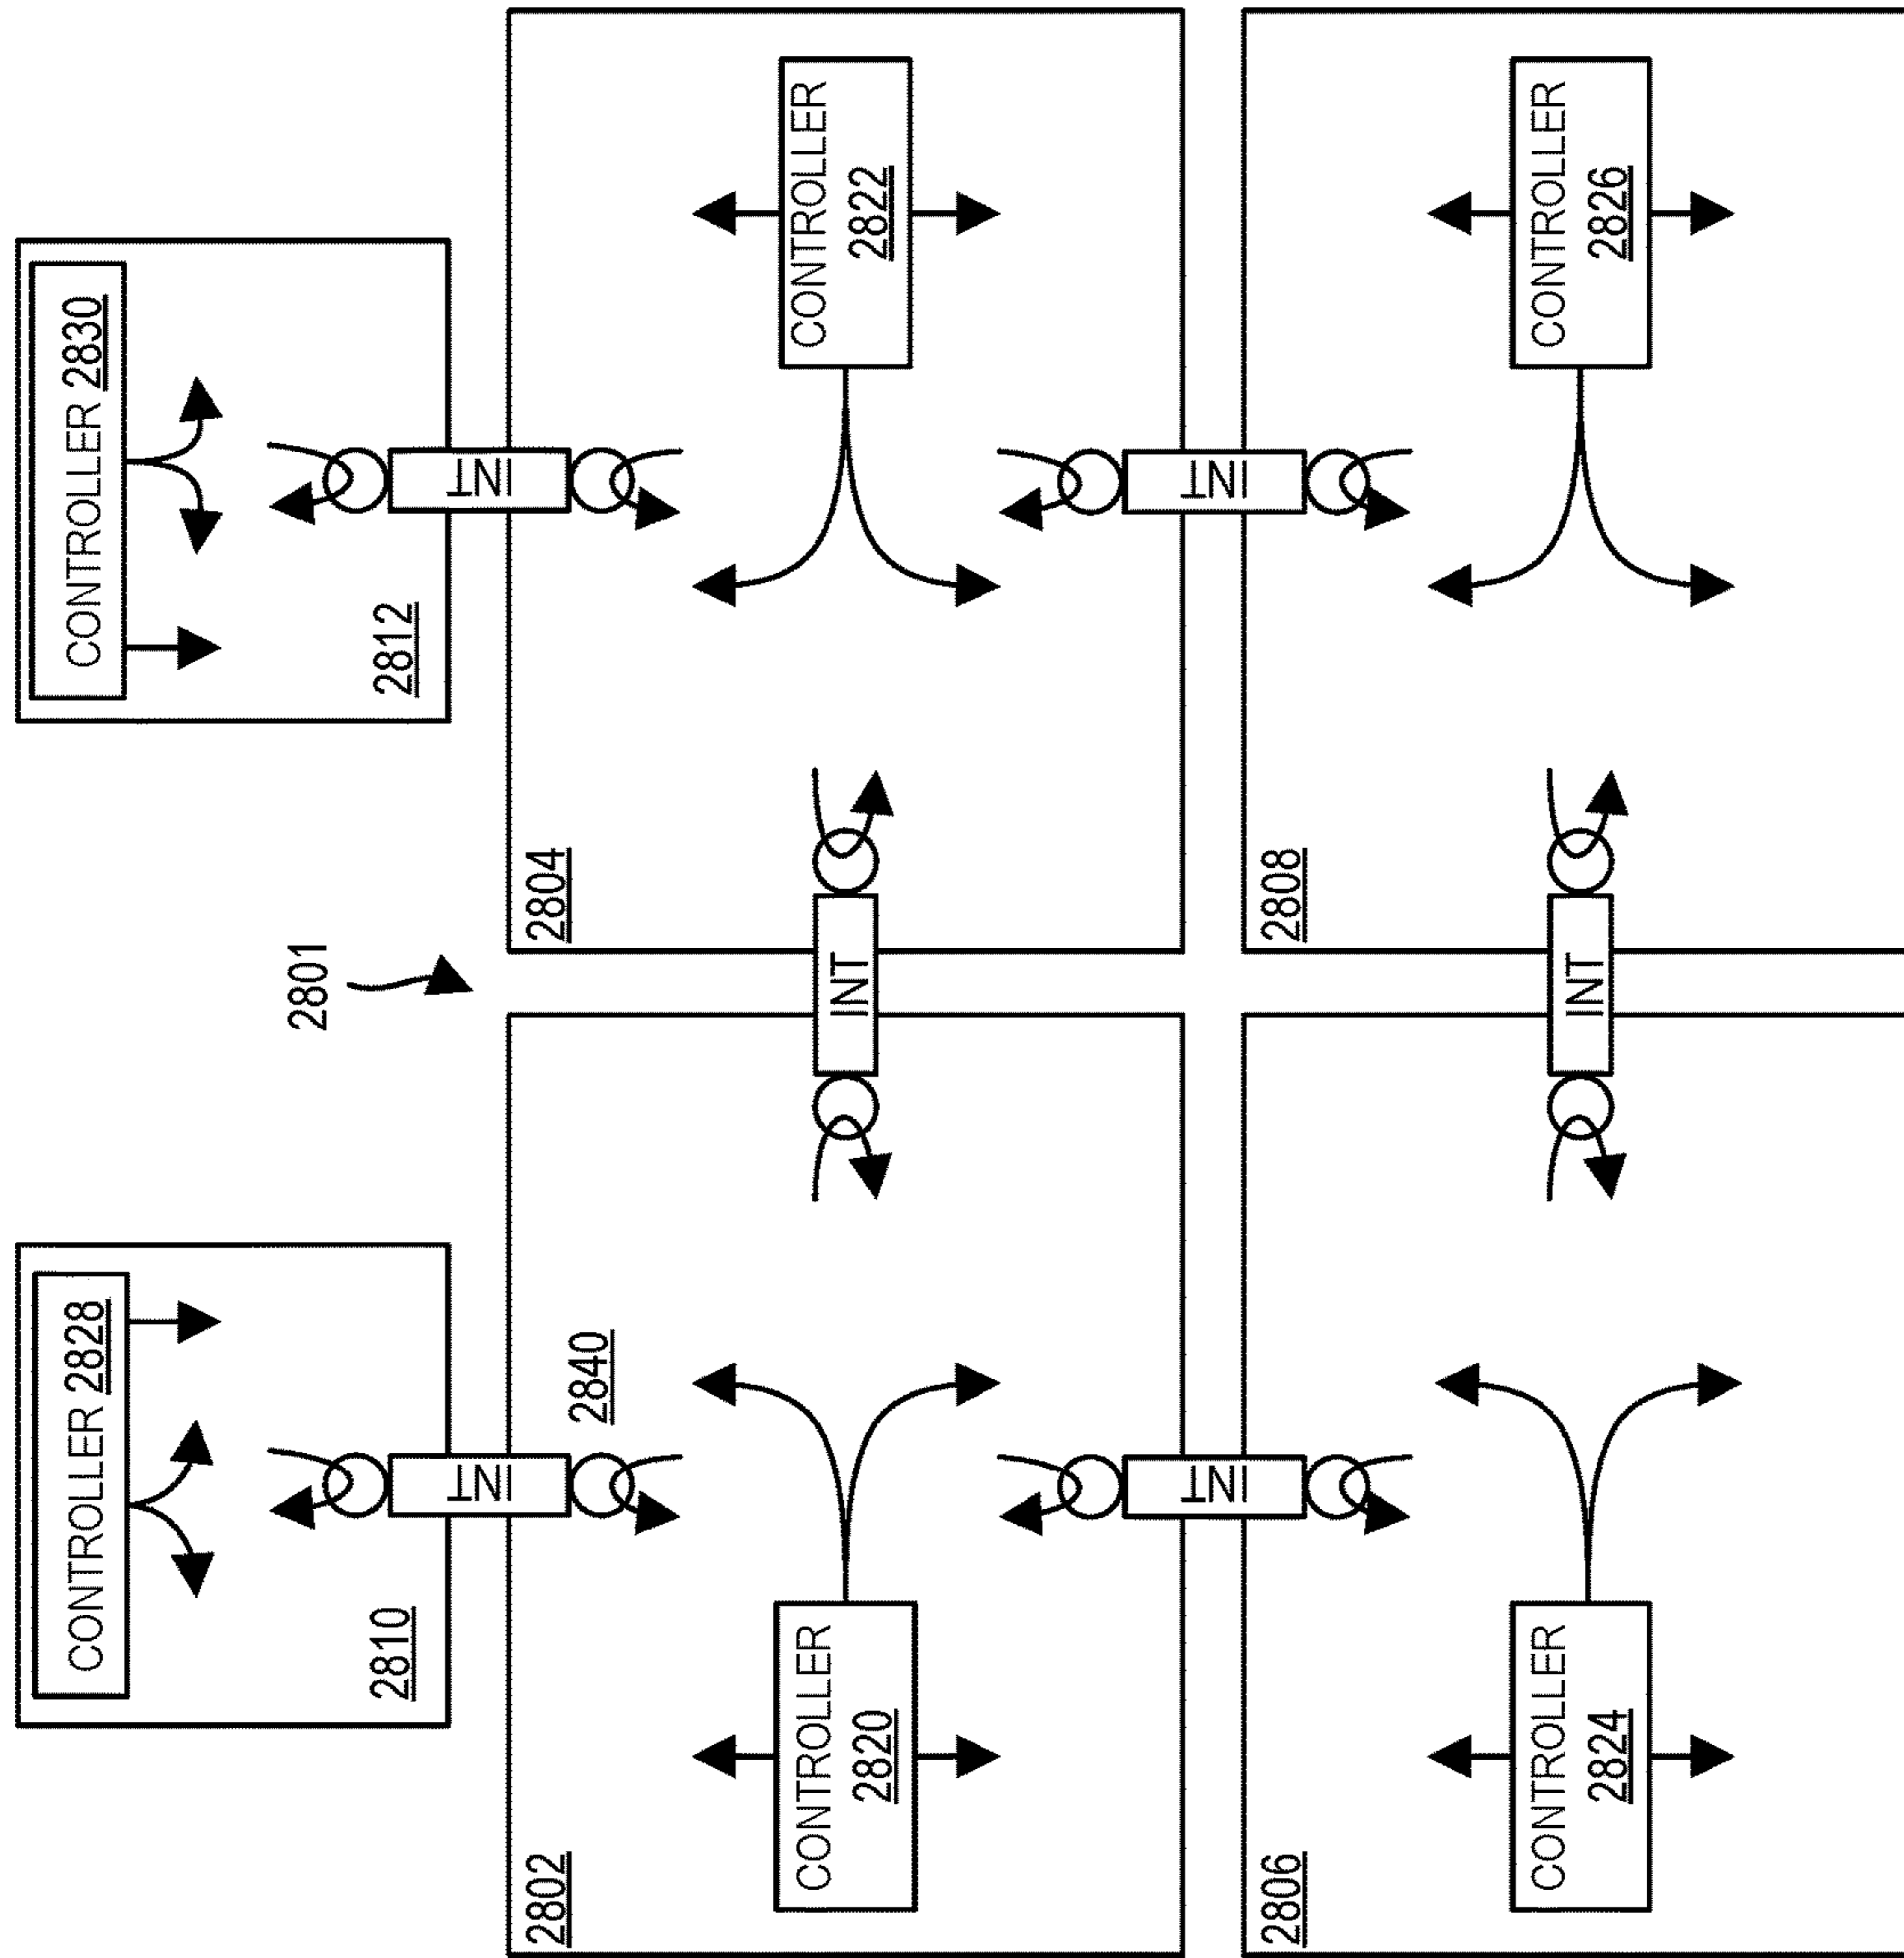 CONTROLLER 2828
CONTROLLER 2830
2801
2810
2812
INT
INT
2802
2840
2804
CONTROLLER
2820
INT
CONTROLLER
2822
INT
INT
2806
2808
CONTROLLER
2824
INT
CONTROLLER
2826